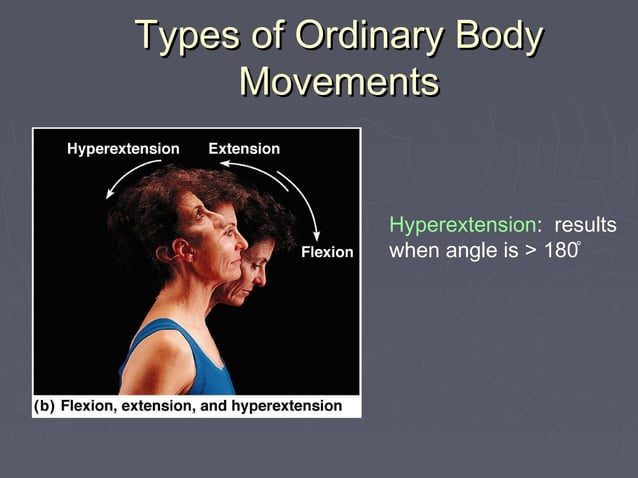 Types of Ordinary Body
Movements
Hyperextension Extension
Flexion
(b) Flexion, extension, and hyperextension
Hyperextension: results
when angle is > 180°